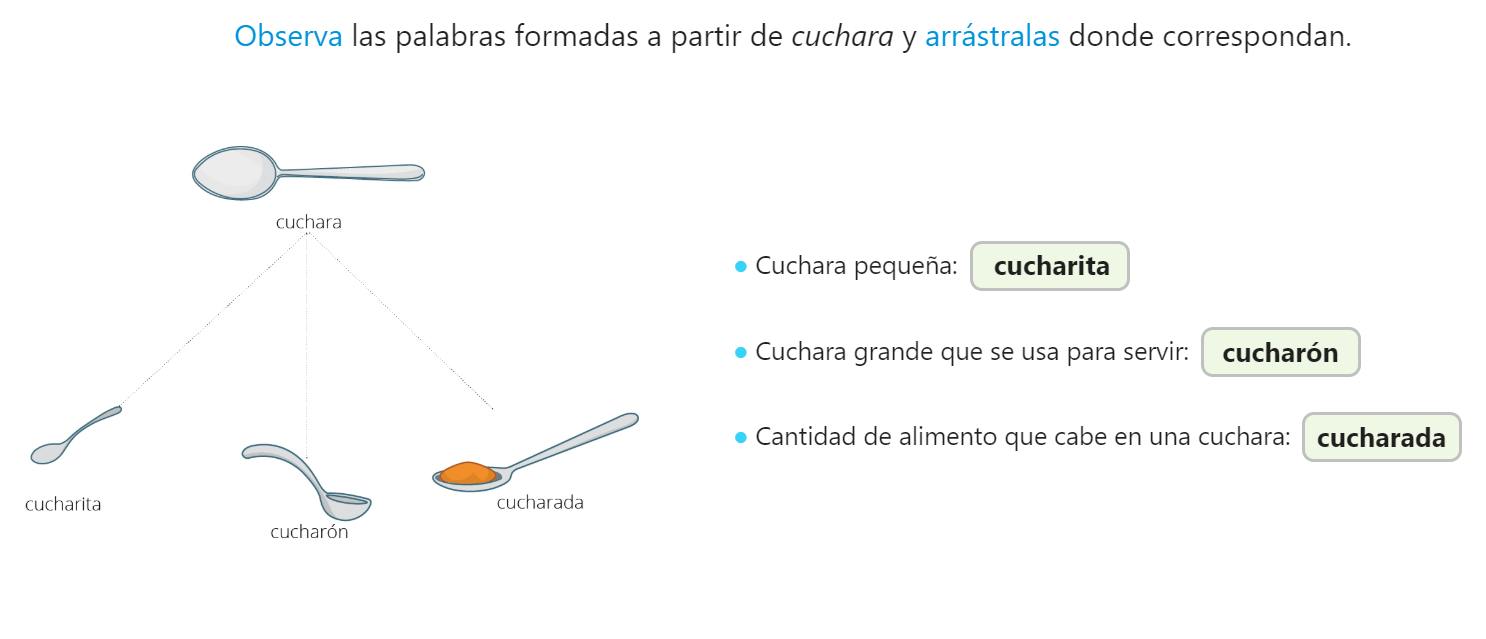 Observa las palabras formadas a partir de cuchara y arrástralas donde correspondan.
cuchara
cucharita
cucharón
cucharada
• Cuchara pequeña: cucharita
• Cuchara grande que se usa para servir: cucharón
• Cantidad de alimento que cabe en una cuchara: cucharada